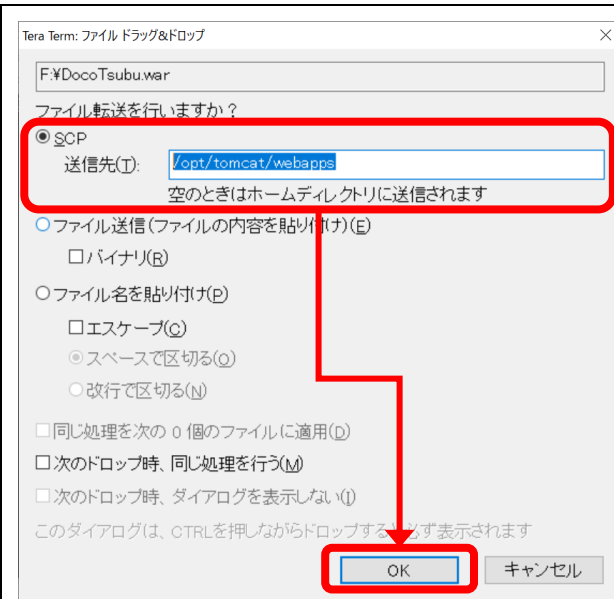 Tera Term: ファイル ドラッグ&ドロップ
F:¥DocoTsubu.war
ファイル転送を行いますか？
SCP
送信先(T): /opt/tomcat/webapps
空のときはホームディレクトリに送信されます
ファイル送信(ファイルの内容を貼り付け)(E)
バイナリ(R)
ファイル名を貼り付け(P)
エスケープ(C)
スペースで区切る(O)
改行で区切る(N)
同じ処理を次の 0 個のファイルに適用(D)
次のドロップ時、同じ処理を行う(M)
次のドロップ時、ダイアログを表示しない(I)
このダイアログは、CTRLを押しながらドロップすると必ず表示されます
OK キャンセル